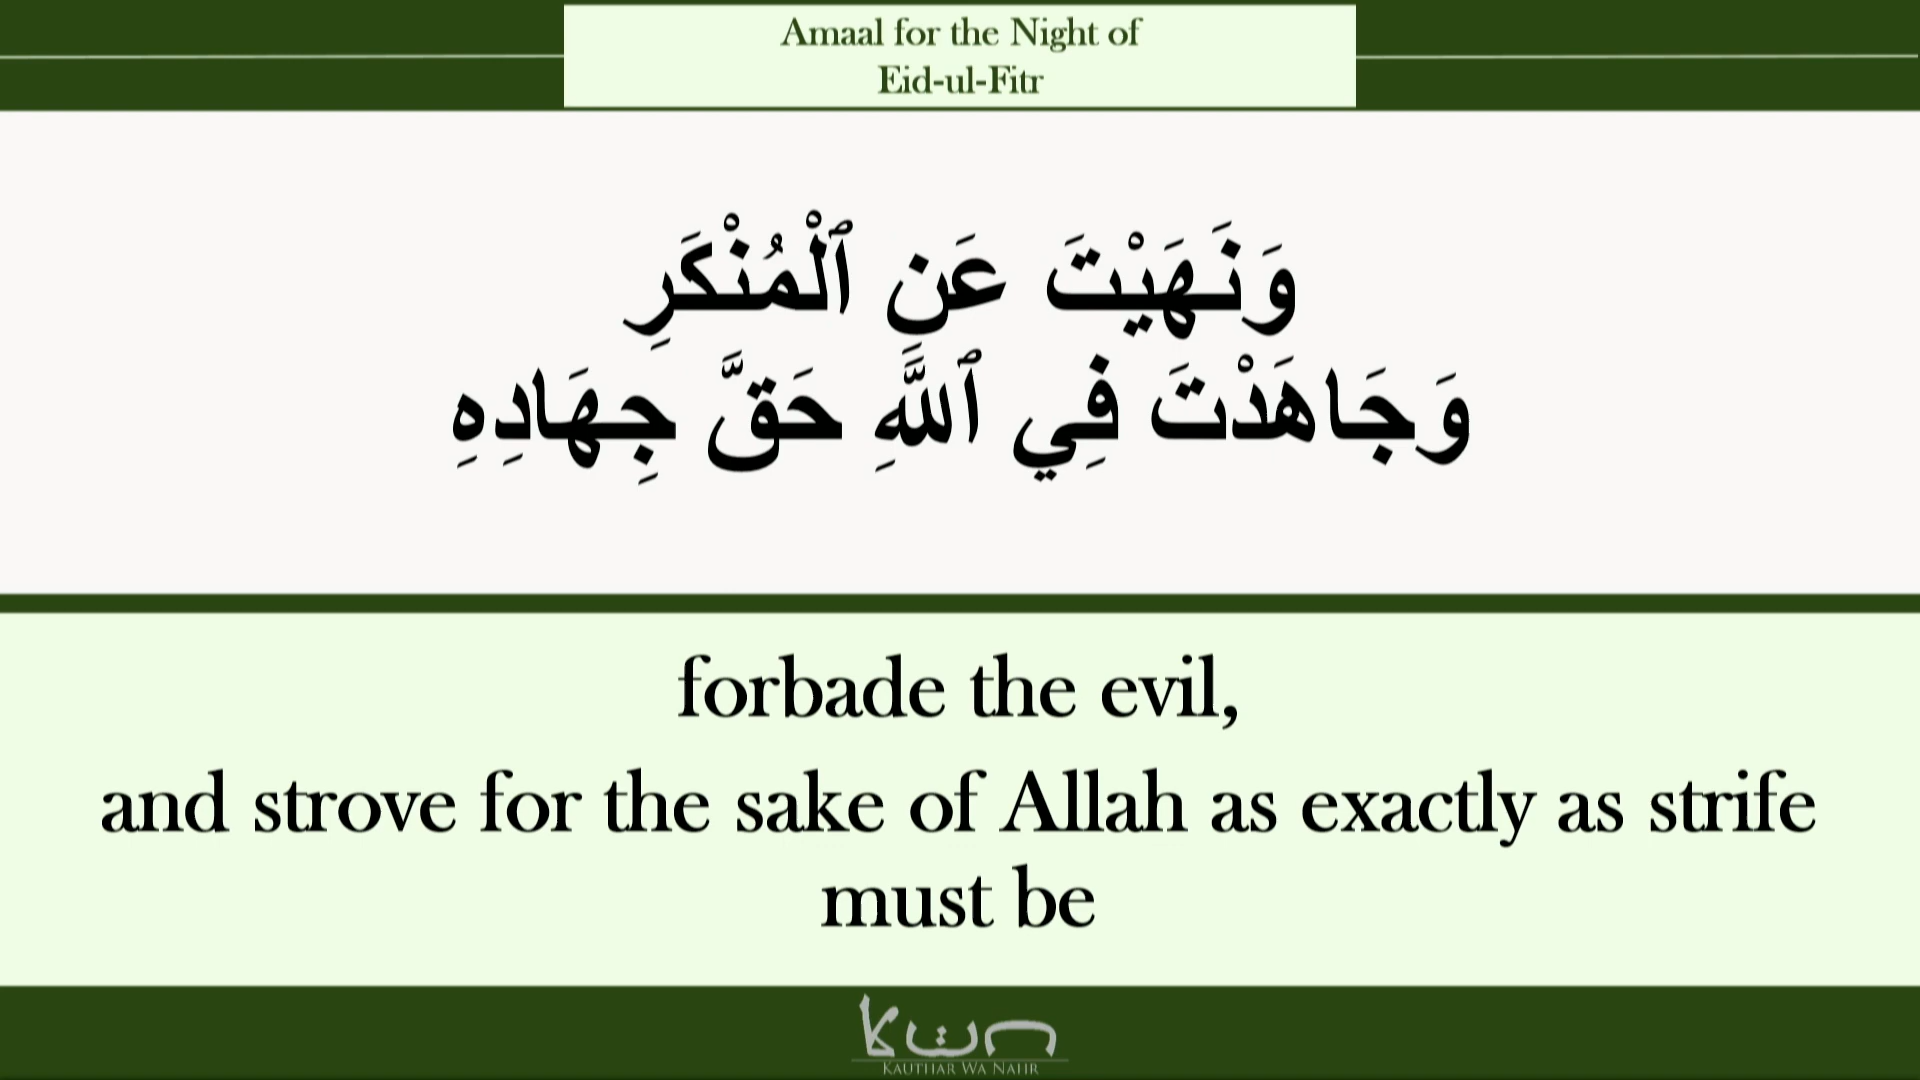 Amaal for the Night of
Eid-ul-Fitr
وَنَهَيْتَ عَنِ ٱلْمُنْكَرِ
وَجَاهَدْتَ فِي ٱللَّهِ حَقَّ جِهَادِهِ
forbade the evil,
and strove for the sake of Allah as exactly as strife
must be
KAUTHAR WA NAHR